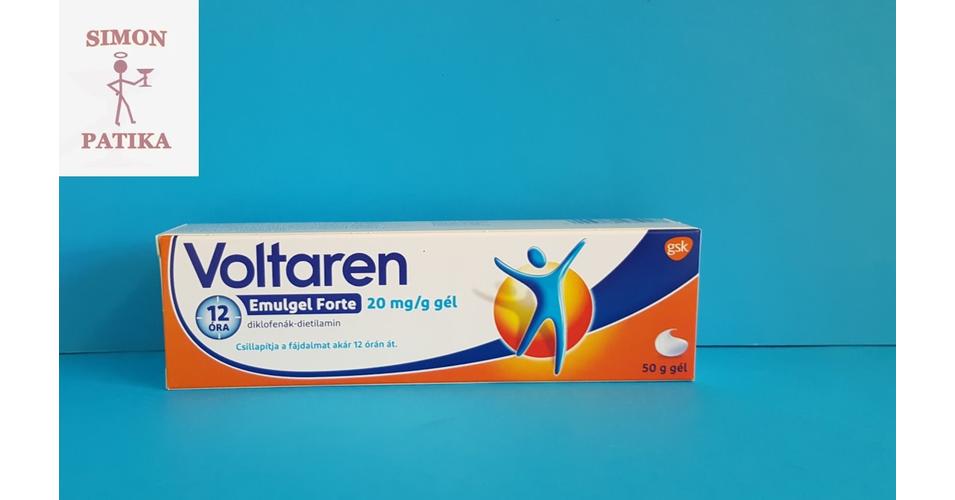 SIMON
PATIKA
Voltaren
12
ÓRA
Emulgel Forte 20 mg/g gél
diklofenák-dietilamin
Csillapítja a fájdalmat akár 12 órán át.
gsk
50 g gél